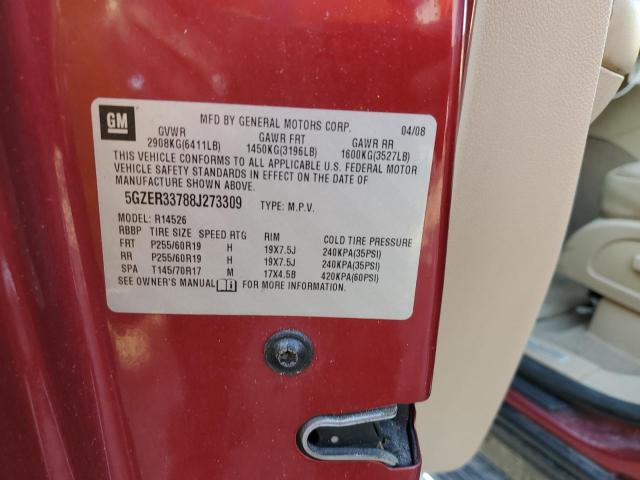 GM
MFD BY GENERAL MOTORS CORP. 04/08
GVWR GAWR FRT GAWR RR
2908KG(6411LB) 1450KG(3196LB) 1600KG(3527LB)
THIS VEHICLE CONFORMS TO ALL APPLICABLE U.S. FEDERAL MOTOR
VEHICLE SAFETY STANDARDS IN EFFECT ON THE DATE OF
MANUFACTURE SHOWN ABOVE.
5GZER33788J273309 TYPE: M.P.V.
MODEL: R14526
RBBP TIRE SIZE SPEED RTG RIM COLD TIRE PRESSURE
FRT P255/60R19 H 19X7.5J 240KPA(35PSI)
RR P255/60R19 H 19X7.5J 240KPA(35PSI)
SPA T145/70R17 M 17X4.5B 420KPA(60PSI)
SEE OWNER'S MANUAL FOR MORE INFORMATION.